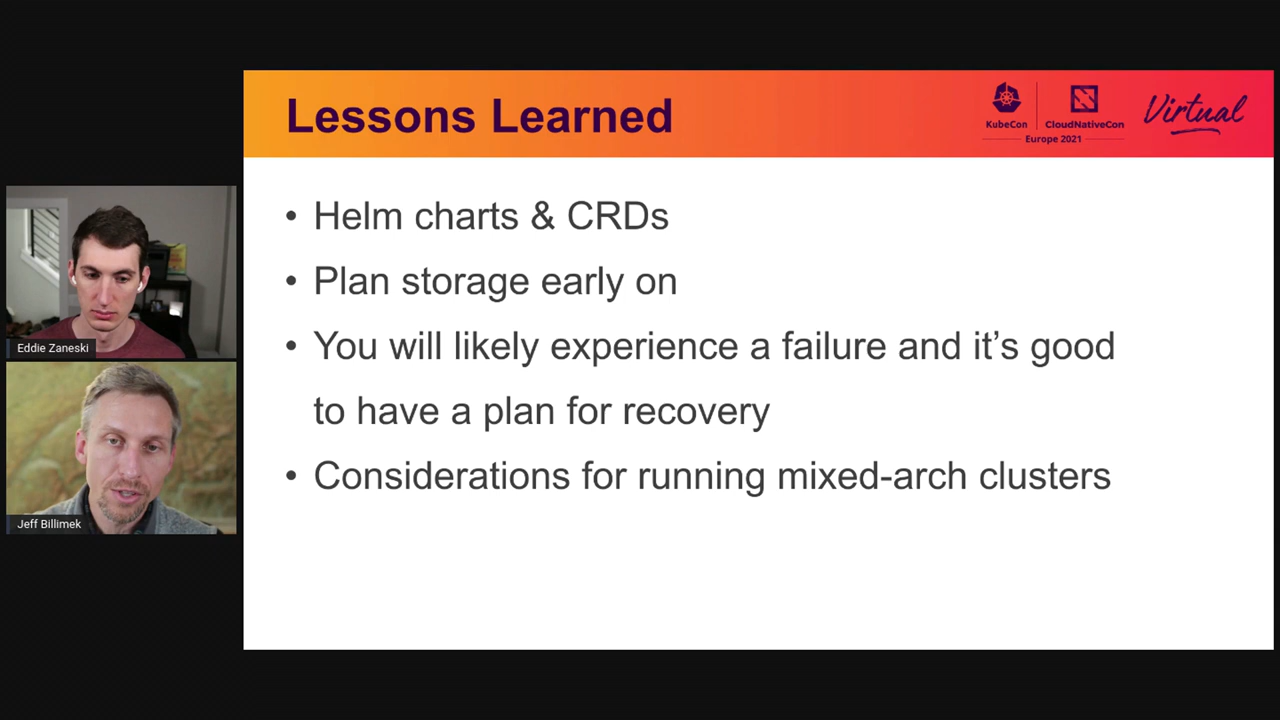 Lessons Learned
KubeCon
CloudNativeCon
Europe 2021
Virtual
• Helm charts & CRDs
• Plan storage early on
• You will likely experience a failure and it’s good
to have a plan for recovery
• Considerations for running mixed-arch clusters
Eddie Zaneski
Jeff Billimek